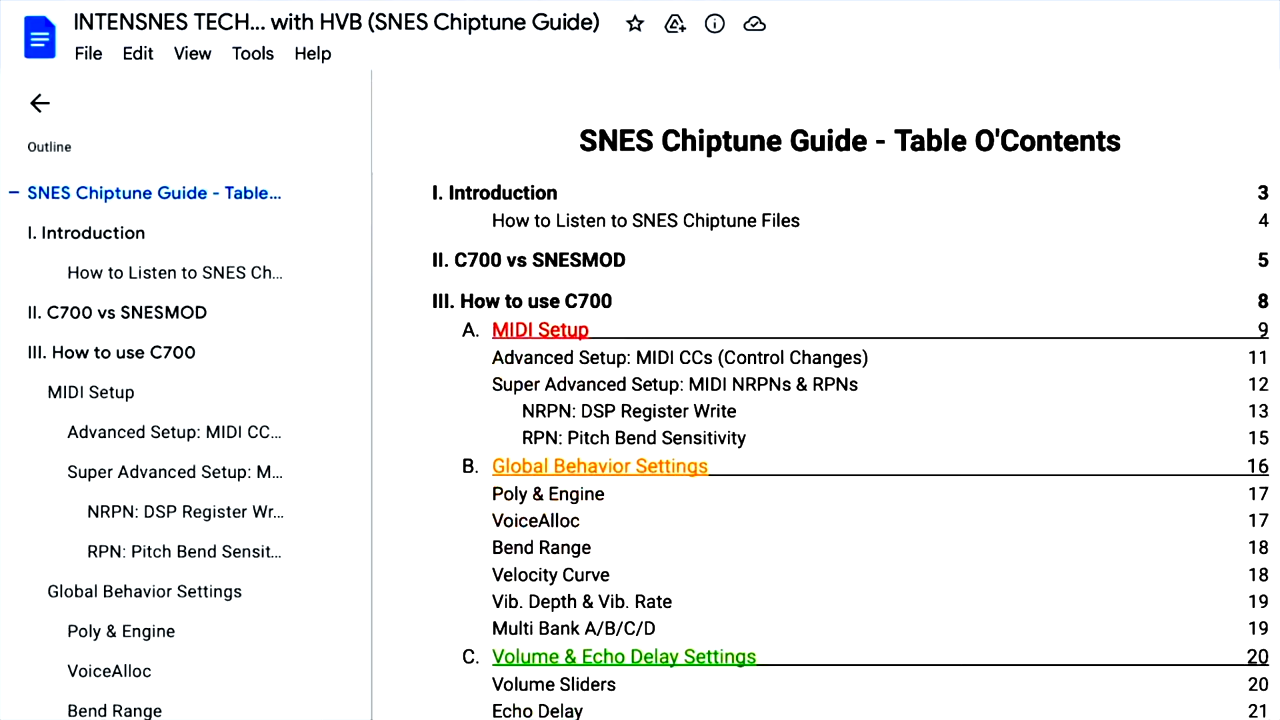 INTENSNES TECH... with HVB (SNES Chiptune Guide)
File Edit View Tools Help
Outline
SNES Chiptune Guide - Table...
I. Introduction
How to Listen to SNES Ch...
II. C700 vs SNESMOD
III. How to use C700
MIDI Setup
Advanced Setup: MIDI CC...
Super Advanced Setup: M...
NRPN: DSP Register Wr...
RPN: Pitch Bend Sensit...
Global Behavior Settings
Poly & Engine
VoiceAlloc
Bend Range
SNES Chiptune Guide - Table O'Contents
I. Introduction 3
How to Listen to SNES Chiptune Files 4
II. C700 vs SNESMOD 5
III. How to use C700 8
A. MIDI Setup 9
Advanced Setup: MIDI CCs (Control Changes) 11
Super Advanced Setup: MIDI NRPNs & RPNs 12
NRPN: DSP Register Write 13
RPN: Pitch Bend Sensitivity 15
B. Global Behavior Settings 16
Poly & Engine 17
VoiceAlloc 17
Bend Range 18
Velocity Curve 18
Vib. Depth & Vib. Rate 19
Multi Bank A/B/C/D 19
C. Volume & Echo Delay Settings 20
Volume Sliders 20
Echo Delay 21